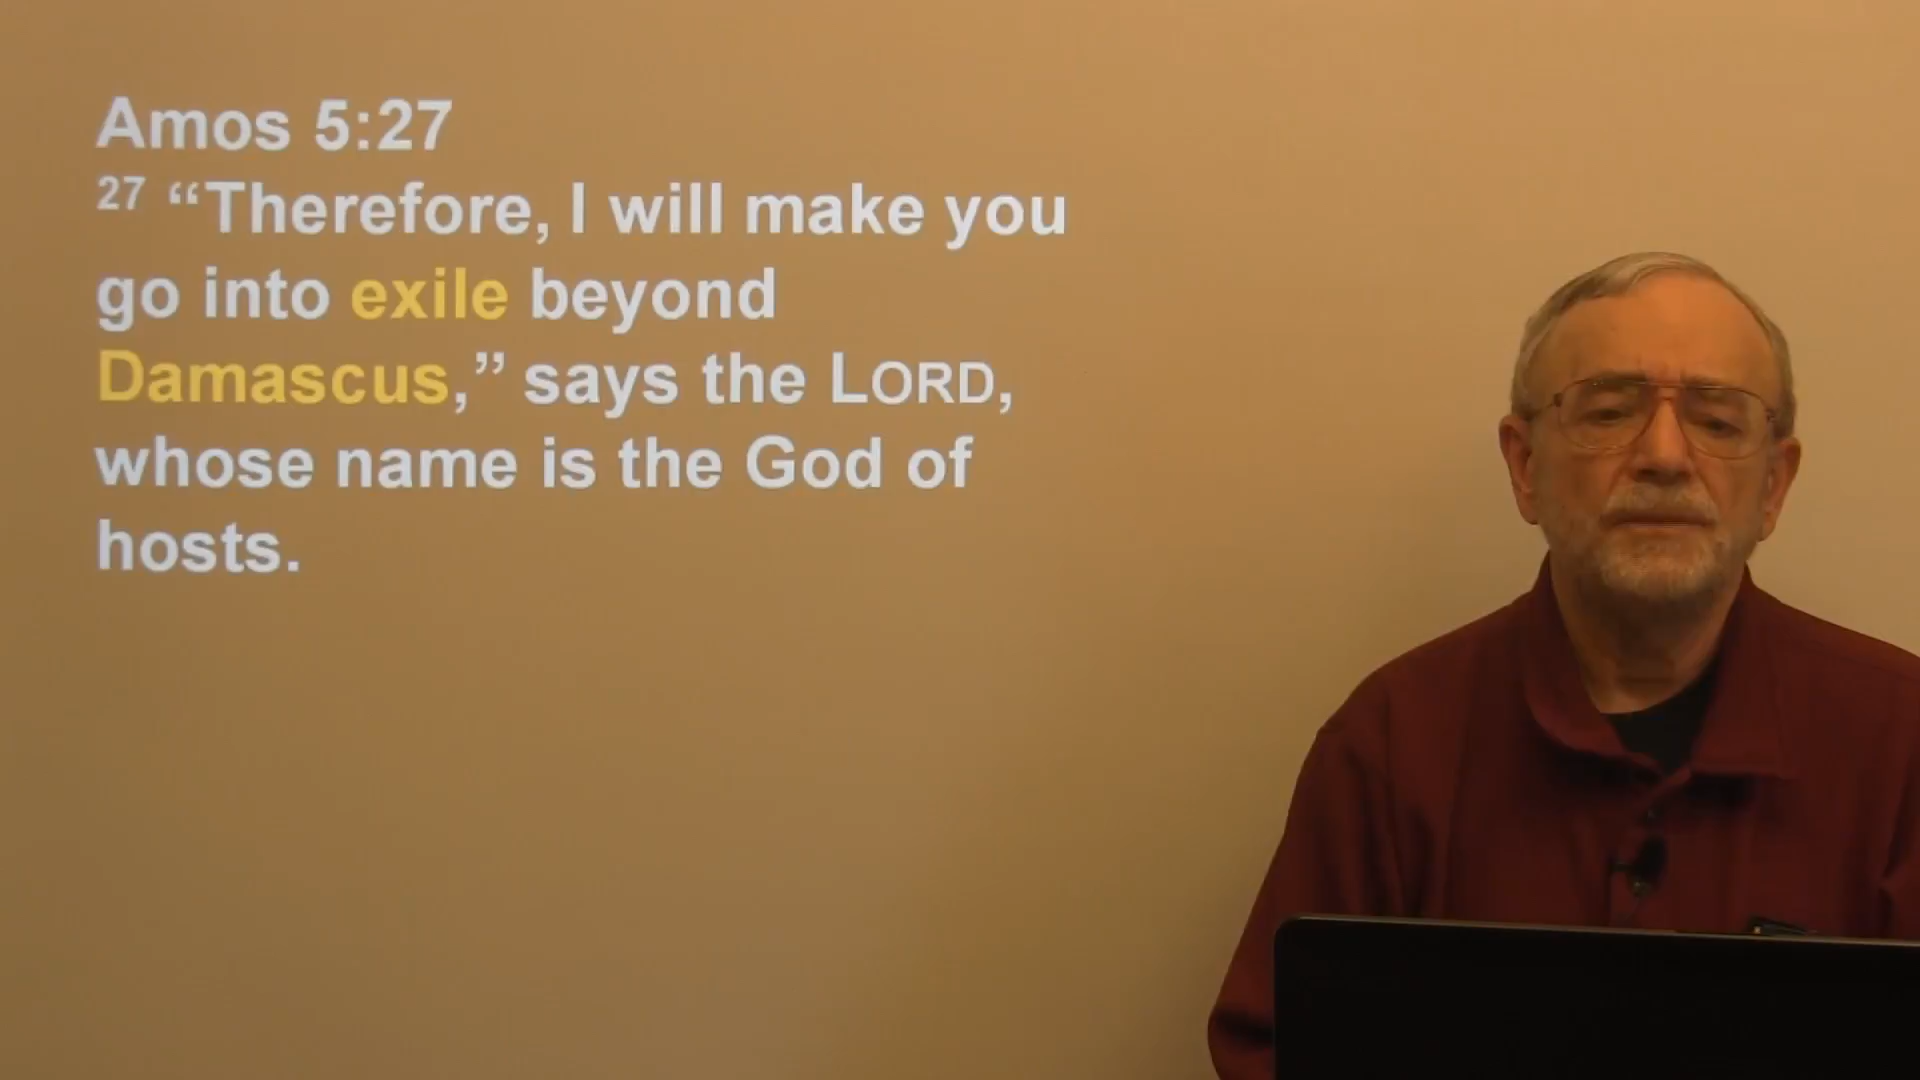 Amos 5:27
27 “Therefore, I will make you
go into exile beyond
Damascus,” says the LORD,
whose name is the God of
hosts.